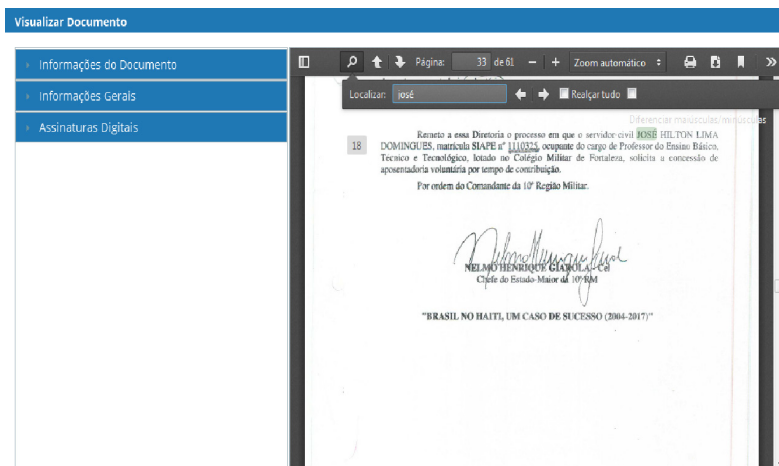 Visualizar Documento
Informações do Documento
Informações Gerais
Assinaturas Digitais
Página: 33 de 61 − + Zoom automático
Localizar: josé Realçar tudo
Diferenciar maiúsculas/minúsculas
18
Remeto a essa Diretoria o processo em que o servidor civil JOSÉ HILTON LIMA
DOMINGUES, matrícula SIAPE nº 1110325, ocupante do cargo de Professor do Ensino Básico,
Técnico e Tecnológico, lotado no Colégio Militar de Fortaleza, solicita a concessão de
aposentadoria voluntária por tempo de contribuição.
Por ordem do Comandante da 10ª Região Militar.
NELMO HENRIQUE GIAROLA - Cel
Chefe do Estado-Maior da 10ª RM
"BRASIL NO HAITI, UM CASO DE SUCESSO (2004-2017)"